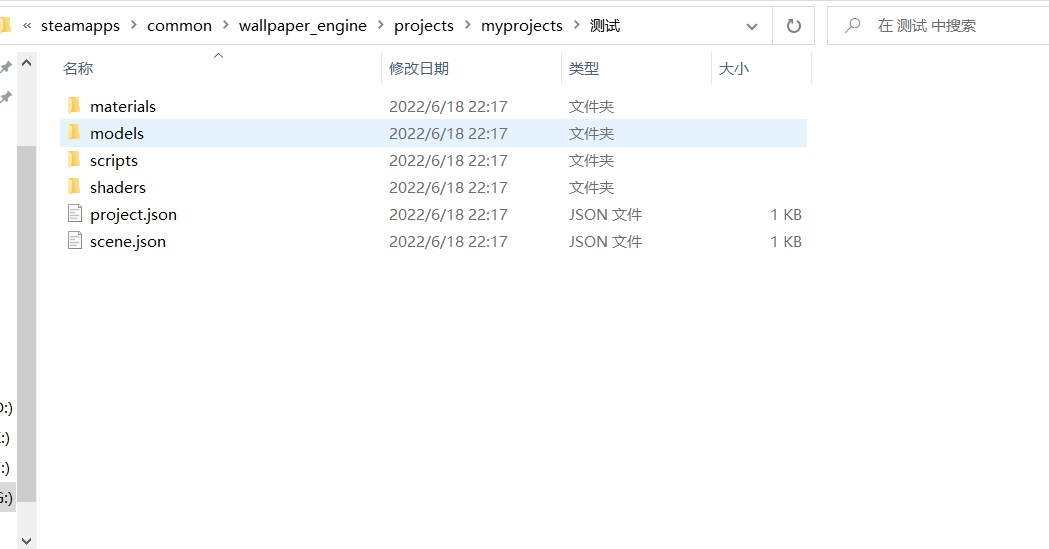 « steamapps > common > wallpaper_engine > projects > myprojects > 测试
在 测试 中搜索
名称 修改日期 类型 大小
materials 2022/6/18 22:17 文件夹
models 2022/6/18 22:17 文件夹
scripts 2022/6/18 22:17 文件夹
shaders 2022/6/18 22:17 文件夹
project.json 2022/6/18 22:17 JSON 文件 1 KB
scene.json 2022/6/18 22:17 JSON 文件 1 KB
:)
:)
:)
:)